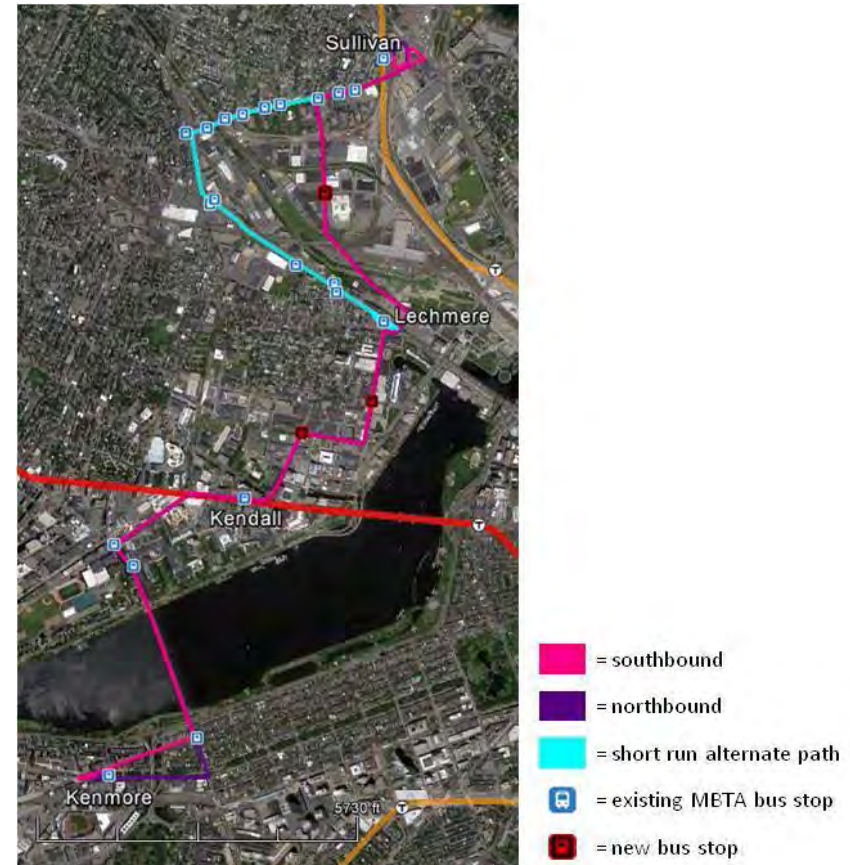 Sullivan
Lechmere
Kendall
Kenmore
5730 ft
T
T
T
= southbound
= northbound
= short run alternate path
= existing MBTA bus stop
= new bus stop